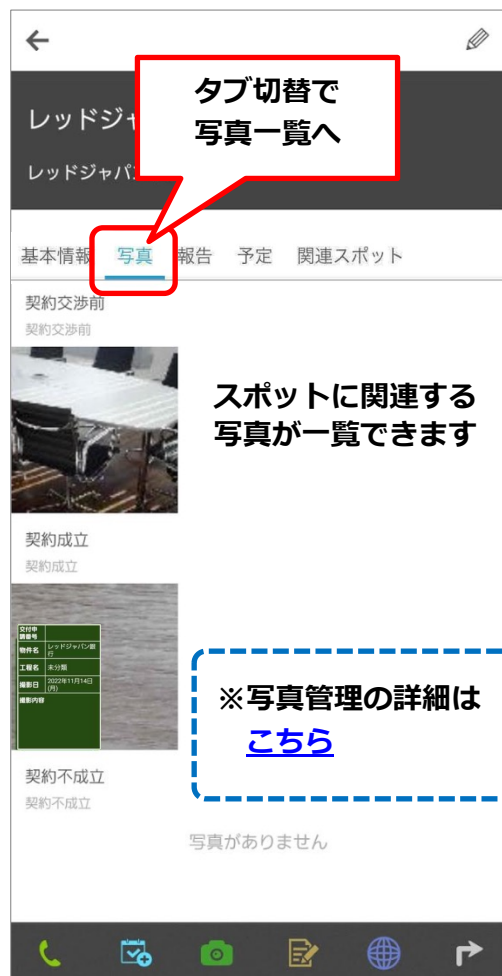 タブ切替で
写真一覧へ
レッドジャ
レッドジャパ
基本情報 写真 報告 予定 関連スポット
契約交渉前
契約交渉前
スポットに関連する
写真が一覧できます
契約成立
契約成立
交付申
請番号
物件名 レッドジャパン銀
行
工程名 未分類
撮影日 2022年11月14日
(月)
撮影内容
※写真管理の詳細は
こちら
契約不成立
契約不成立
写真がありません